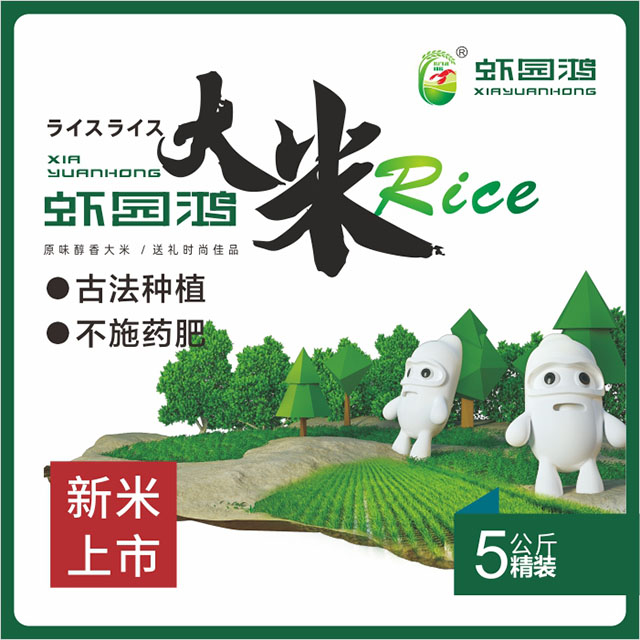 ®
虾园鸿
XIAYUANHONG
大米
Rice
ライスライス
XIA
YUANHONG
虾园鸿
原味醇香大米 / 送礼时尚佳品
●古法种植
●不施药肥
新米
上市
5公斤
精装